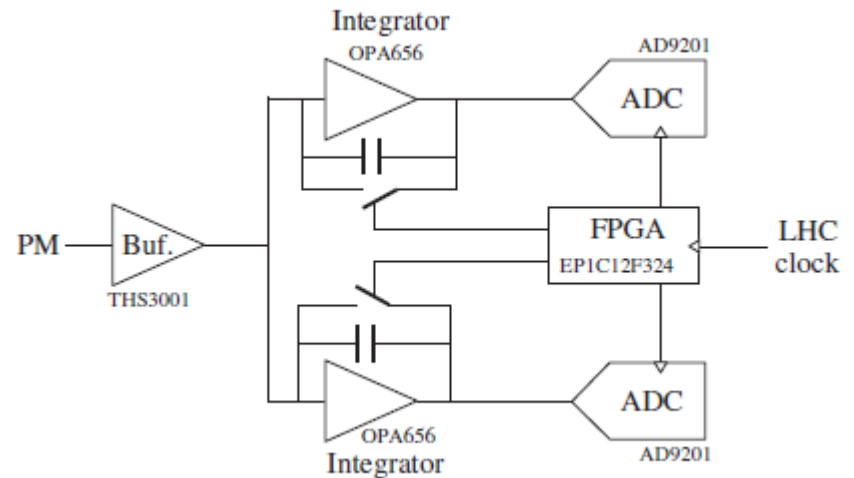 Integrator
OPA656
AD9201
ADC
PM
Buf.
THS3001
FPGA
EP1C12F324
LHC
clock
ADC
OPA656
AD9201
Integrator